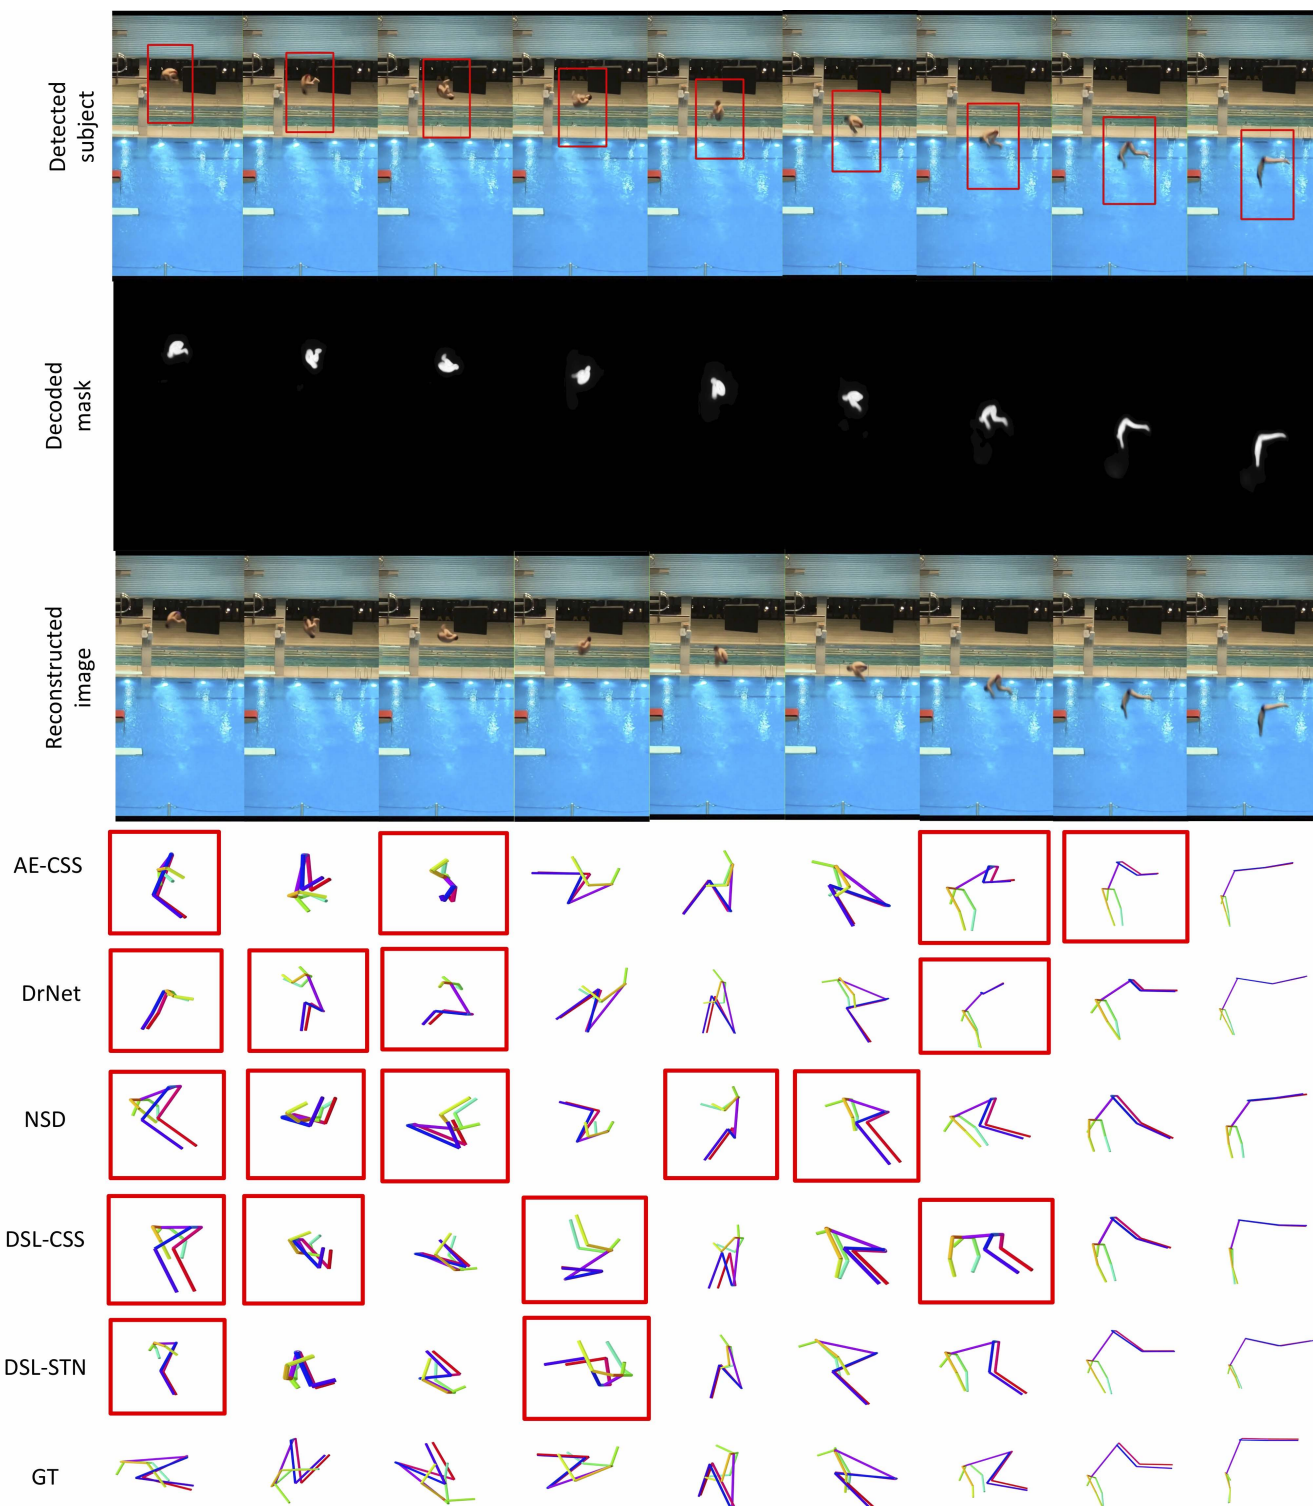 Detected
subject
Decoded
mask
Reconstructed
image
AE-CSS
DrNet
NSD
DSL-CSS
DSL-STN
GT